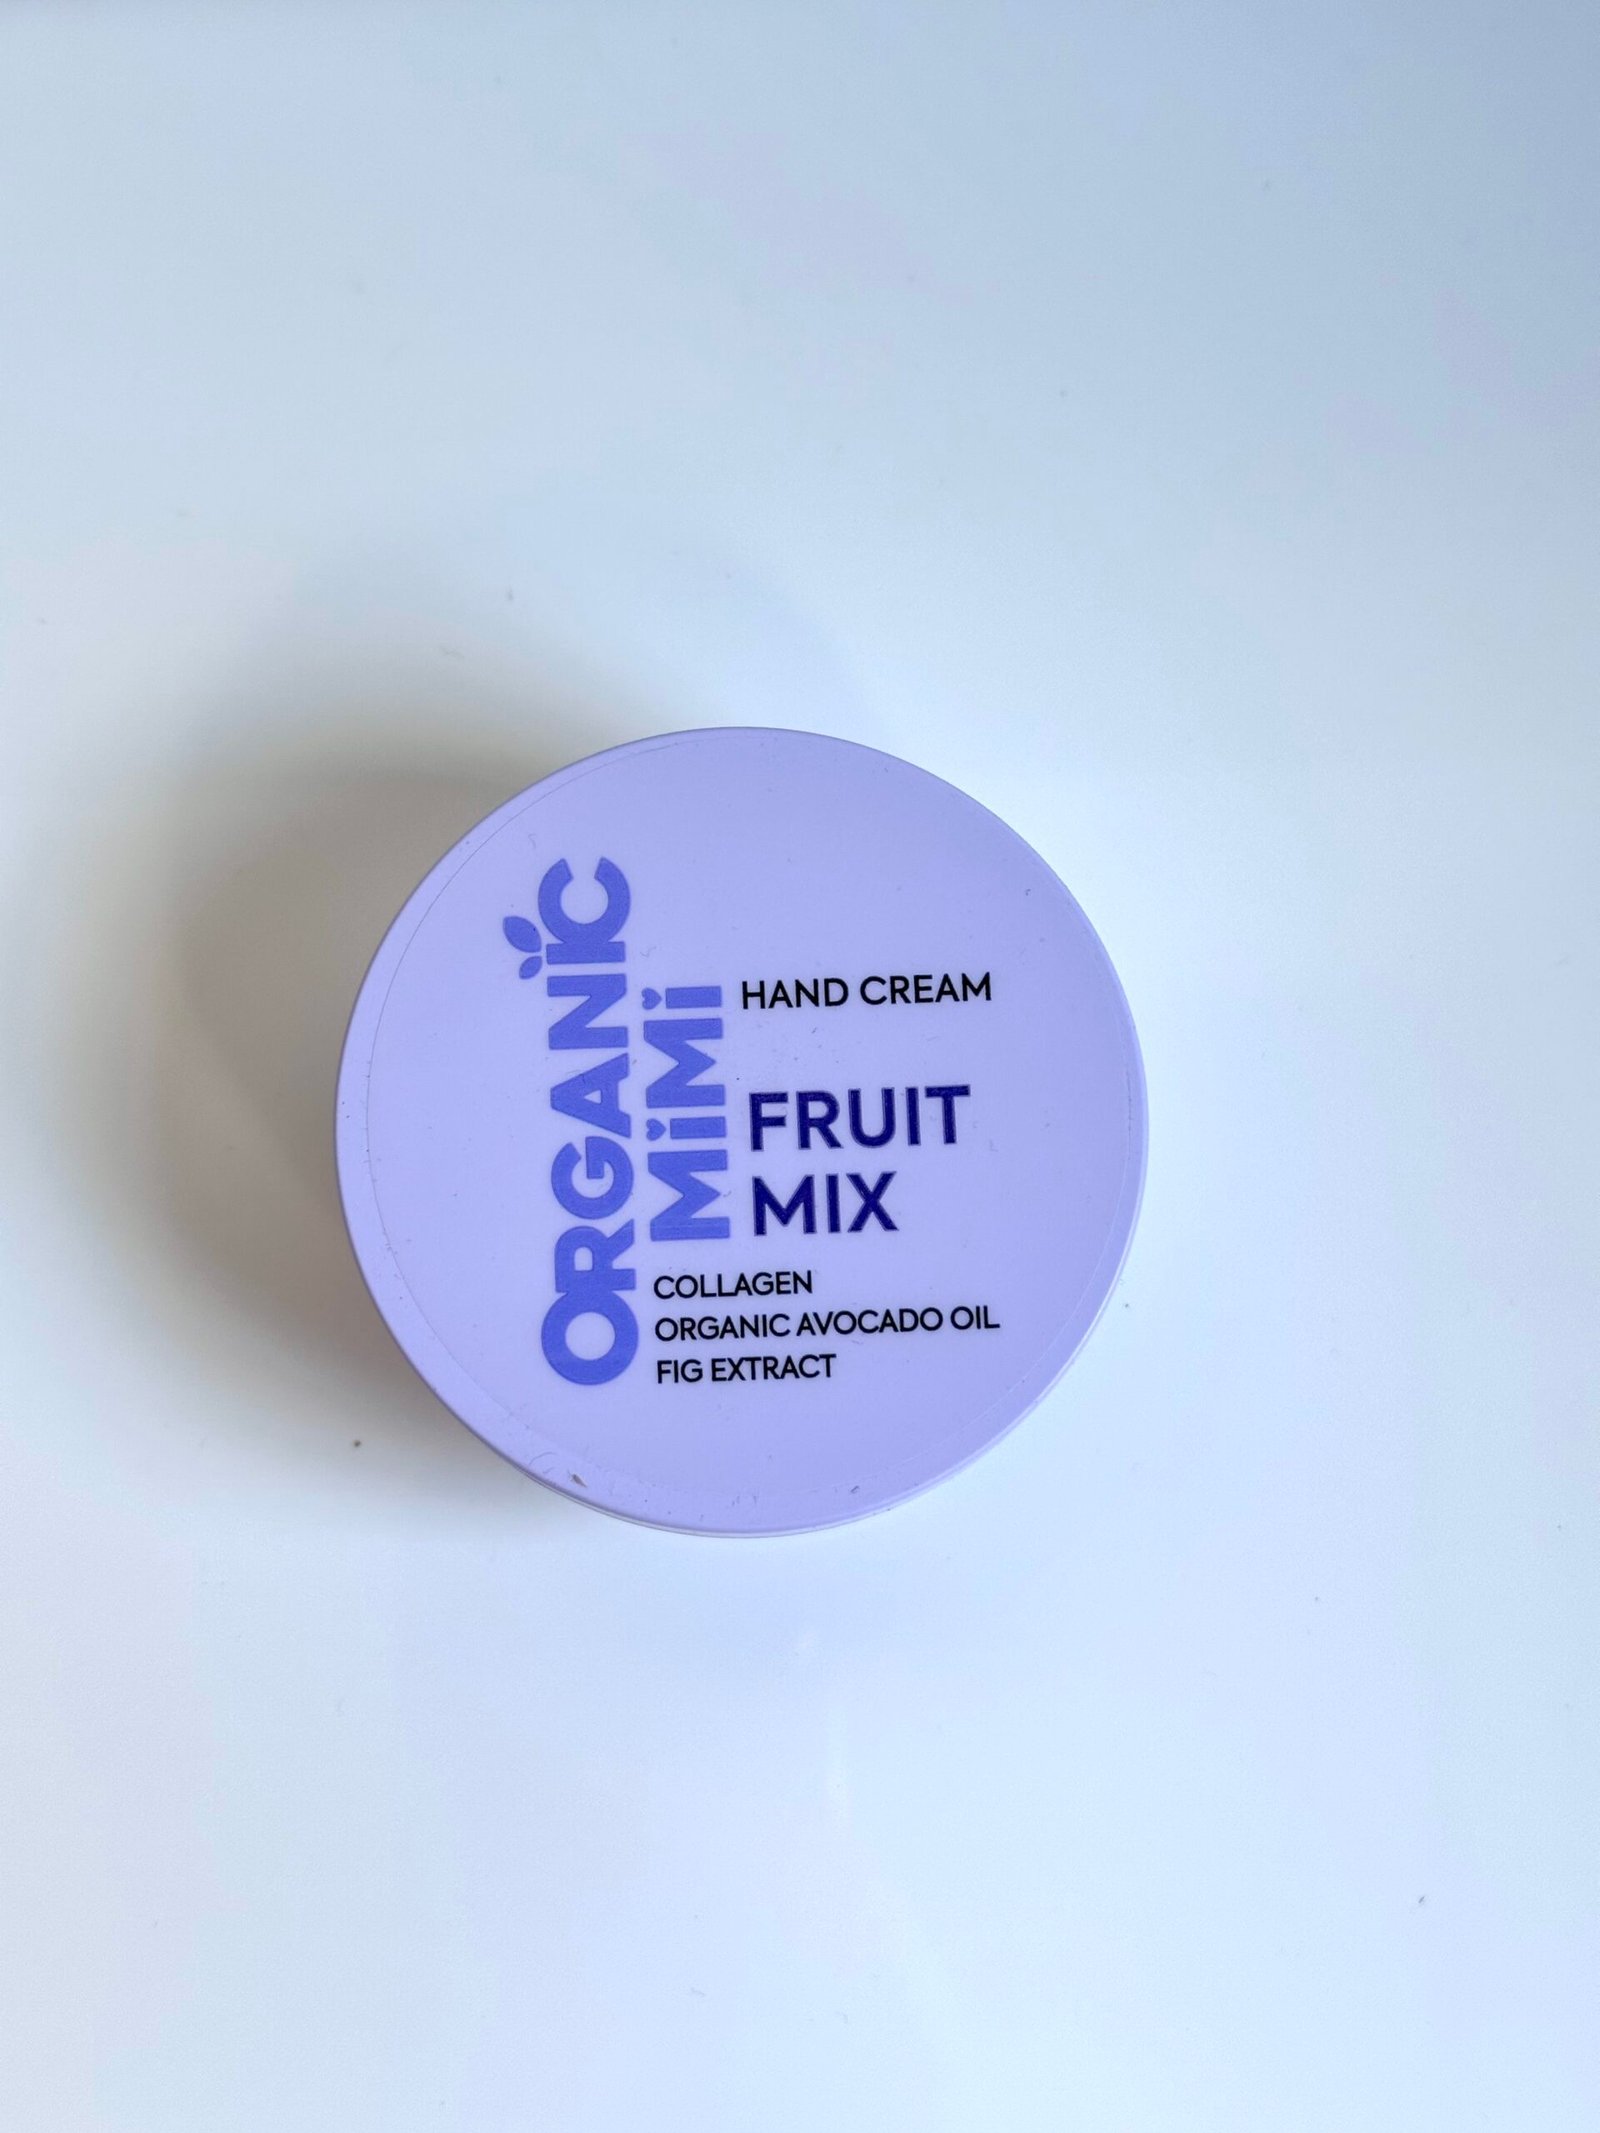 ORGANIC
MiMi
HAND CREAM
FRUIT
MIX
COLLAGEN
ORGANIC AVOCADO OIL
FIG EXTRACT